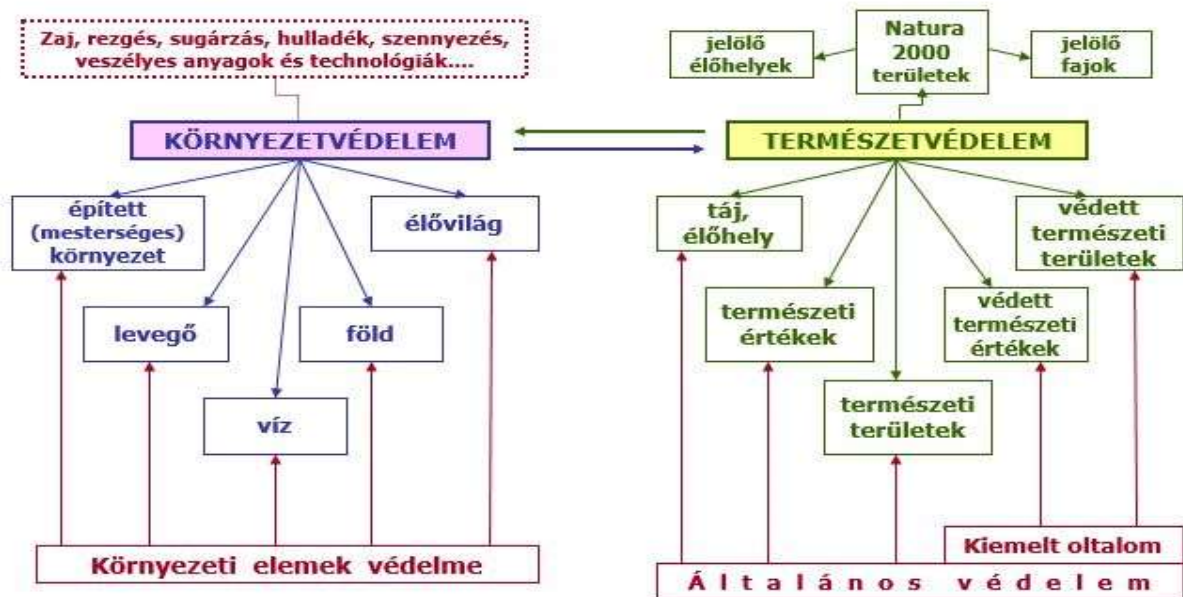 Zaj, rezgés, sugárzás, hulladék, szennyezés,
veszélyes anyagok és technológiák....
KÖRNYEZETVÉDELEM
épített
(mesterséges)
környezet
élővilág
levegő
föld
víz
Környezeti elemek védelme
jelölő
élőhelyek
Natura
2000
területek
jelölő
fajok
TERMÉSZETVÉDELEM
táj,
élőhely
védett
természeti
területek
természeti
értékek
védett
természeti
értékek
természeti
területek
Kiemelt oltalom
Általános védelem